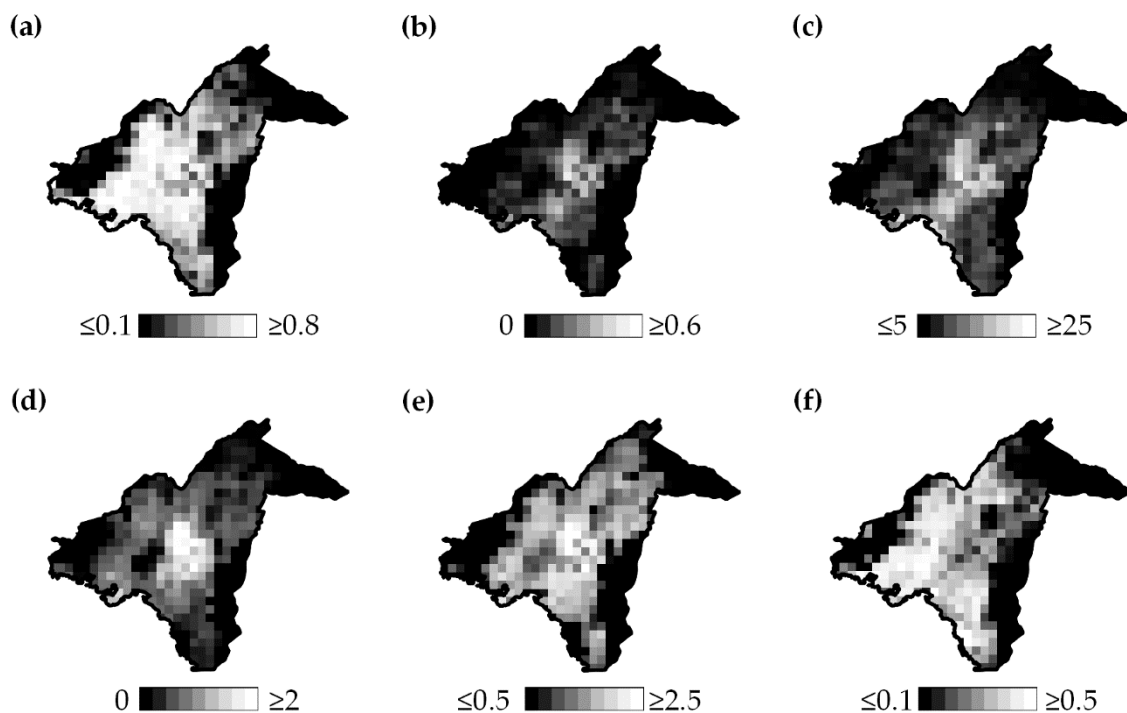 (a)
(b)
(c)
≤0.1 ≥0.8
0 ≥0.6
≤5 ≥25
(d)
(e)
(f)
0 ≥2
≤0.5 ≥2.5
≤0.1 ≥0.5